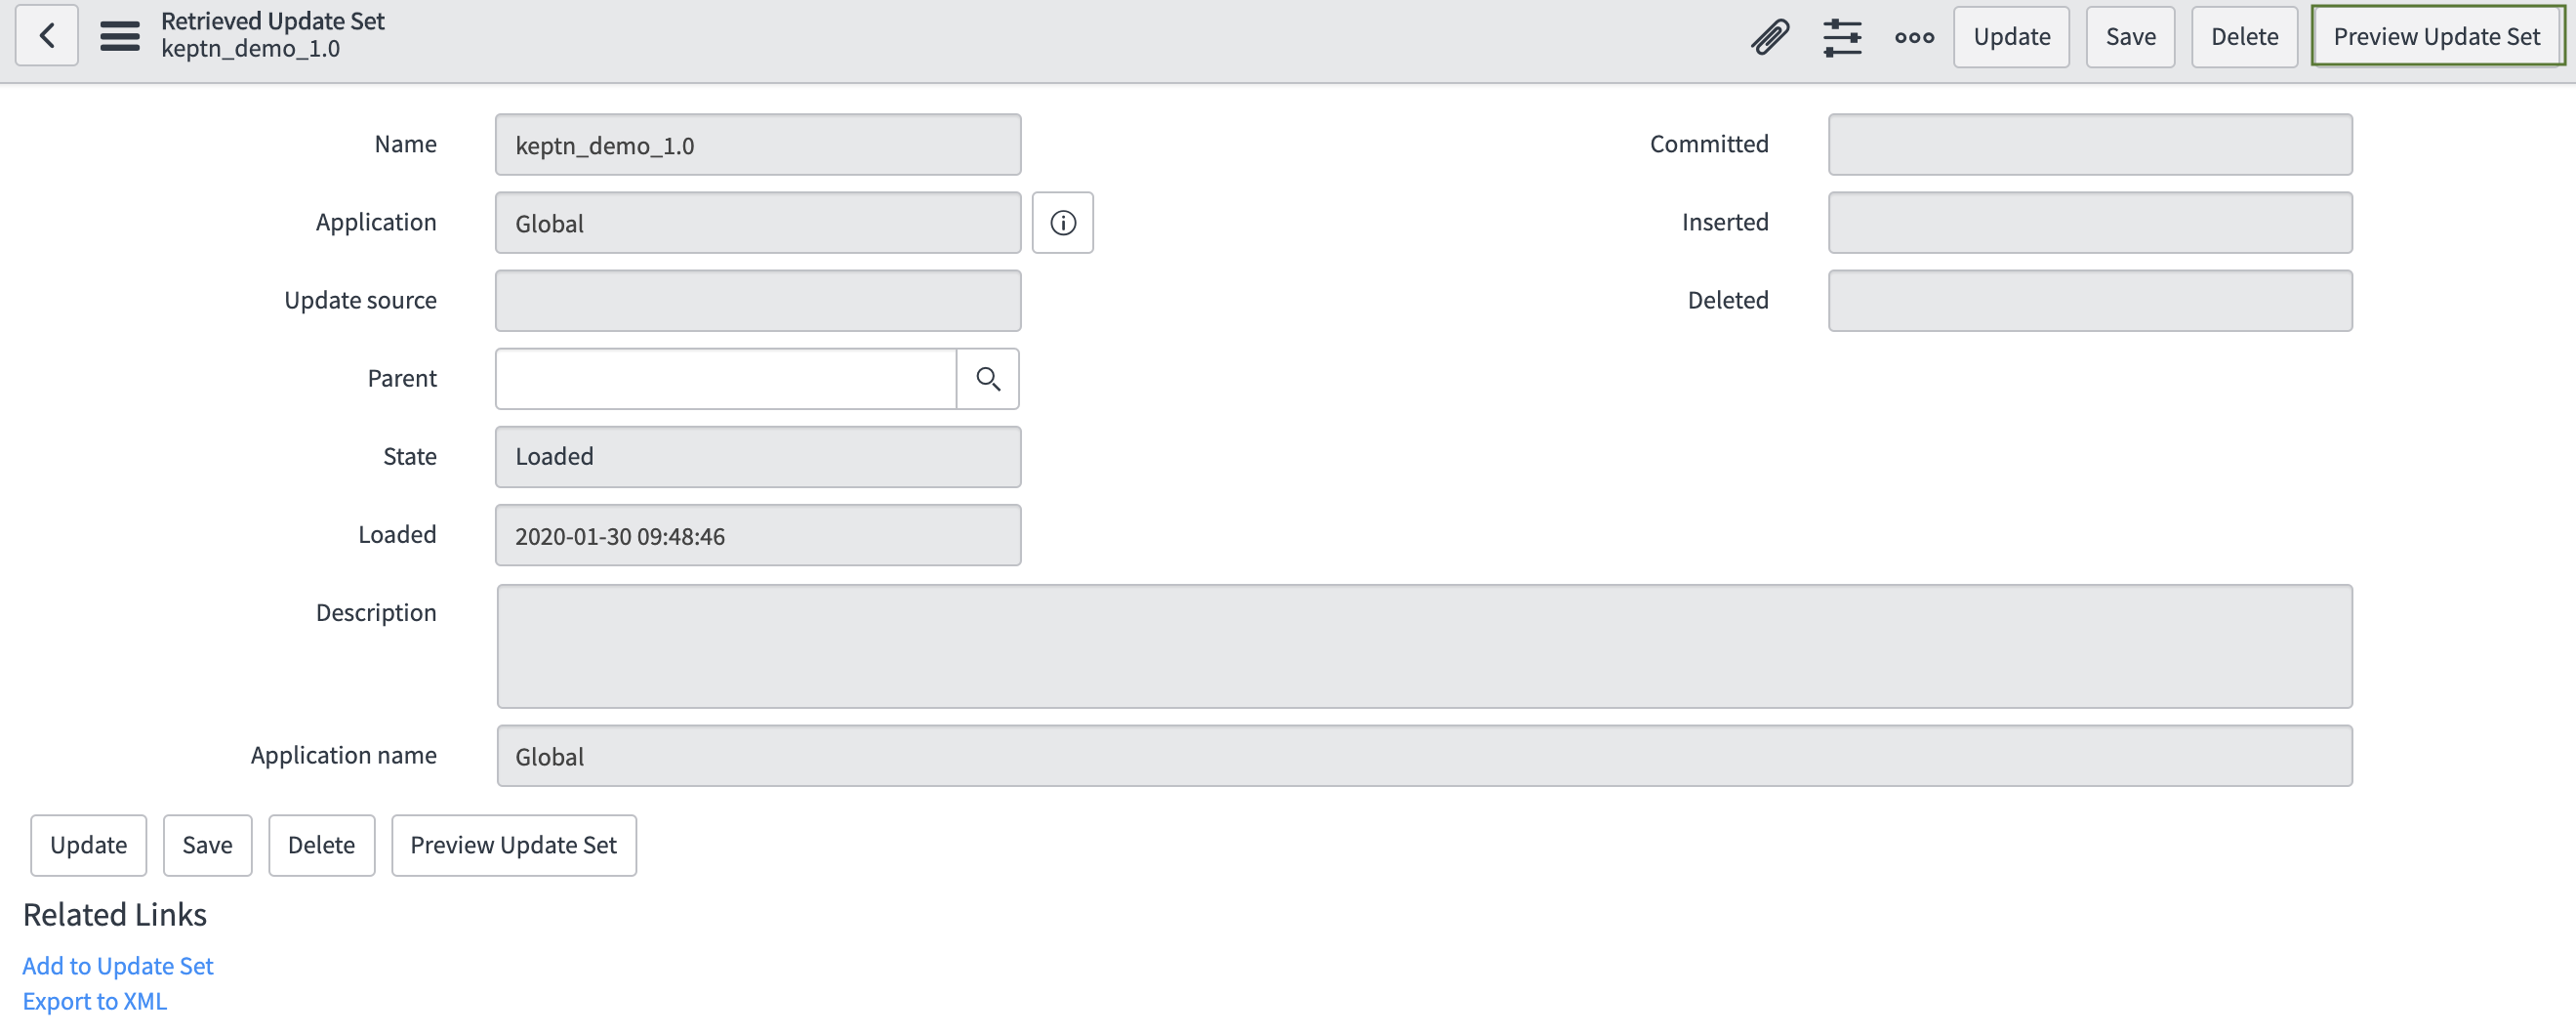 Retrieved Update Set
keptn_demo_1.0
Update
Save
Delete
Preview Update Set
Name
keptn_demo_1.0
Committed
Application
Global
Inserted
Update source
Deleted
Parent
State
Loaded
Loaded
2020-01-30 09:48:46
Description
Application name
Global
Update
Save
Delete
Preview Update Set
Related Links
Add to Update Set
Export to XML